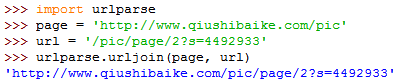 >>> import urlparse
>>> page = 'http://www.qiushibaike.com/pic'
>>> url = '/pic/page/2?s=4492933'
>>> urlparse.urljoin(page, url)
'http://www.qiushibaike.com/pic/page/2?s=4492933'